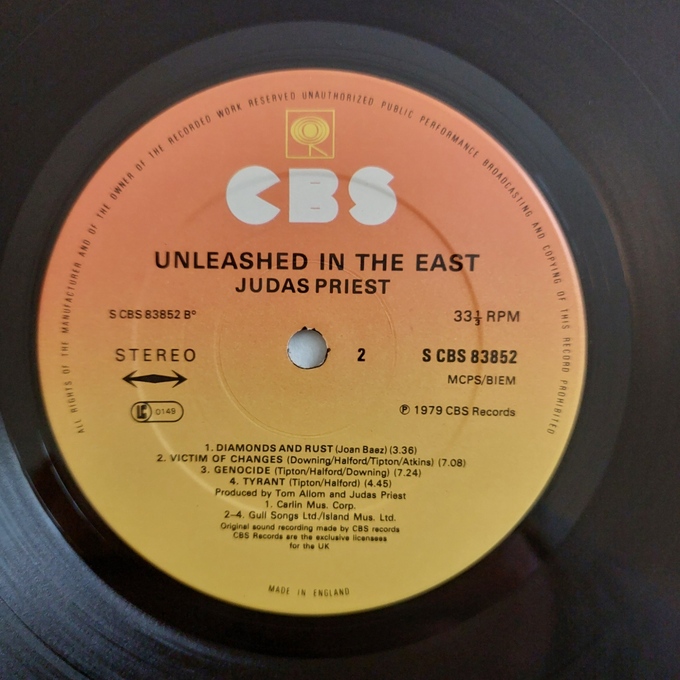 ALL RIGHTS OF THE MANUFACTURER AND OF THE OWNER OF THE RECORDED WORK RESERVED UNAUTHORIZED PUBLIC PERFORMANCE BROADCASTING AND COPYING OF THIS RECORD PROHIBITED
CBS
UNLEASHED IN THE EAST
JUDAS PRIEST
S CBS 83852 B° 33⅓ RPM
STEREO 2 S CBS 83852
MCPS/BIEM
LC 0149 ℗ 1979 CBS Records
1. DIAMONDS AND RUST (Joan Baez) (3.36)
2. VICTIM OF CHANGES (Downing/Halford/Tipton/Atkins) (7.08)
3. GENOCIDE (Tipton/Halford/Downing) (7.24)
4. TYRANT (Tipton/Halford) (4.45)
Produced by Tom Allom and Judas Priest
1. Carlin Mus. Corp.
2–4. Gull Songs Ltd./Island Mus. Ltd.
Original sound recording made by CBS records
CBS Records are the exclusive licensees
for the UK
MADE IN ENGLAND